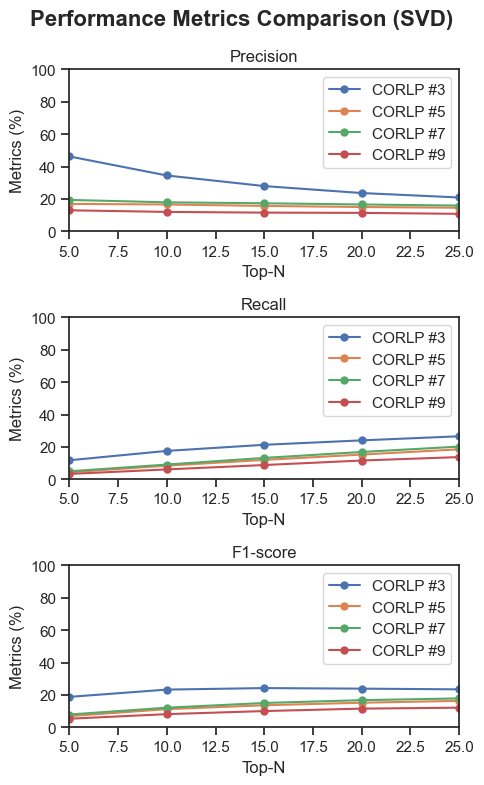 Performance Metrics Comparison (SVD)
Precision
Metrics (%)
100
80
60
40
20
0
CORLP #3
CORLP #5
CORLP #7
CORLP #9
5.0 7.5 10.0 12.5 15.0 17.5 20.0 22.5 25.0
Top-N
Recall
Metrics (%)
100
80
60
40
20
0
CORLP #3
CORLP #5
CORLP #7
CORLP #9
5.0 7.5 10.0 12.5 15.0 17.5 20.0 22.5 25.0
Top-N
F1-score
Metrics (%)
100
80
60
40
20
0
CORLP #3
CORLP #5
CORLP #7
CORLP #9
5.0 7.5 10.0 12.5 15.0 17.5 20.0 22.5 25.0
Top-N